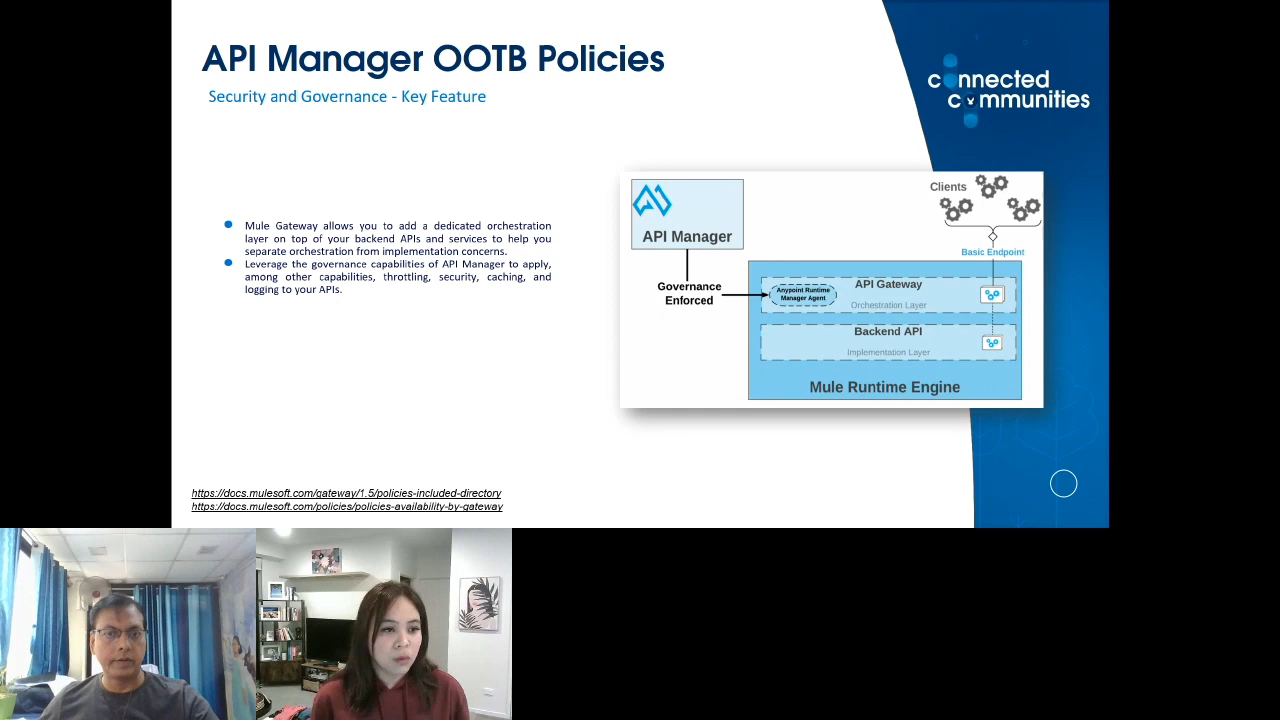 API Manager OOTB Policies
Security and Governance - Key Feature
connected
communities
Mule Gateway allows you to add a dedicated orchestration
layer on top of your backend APIs and services to help you
separate orchestration from implementation concerns.
Leverage the governance capabilities of API Manager to apply,
among other capabilities, throttling, security, caching, and
logging to your APIs.
Clients
API Manager
Basic Endpoint
Governance
Enforced
Anypoint Runtime
Manager Agent
API Gateway
Orchestration Layer
Backend API
Implementation Layer
Mule Runtime Engine
https://docs.mulesoft.com/gateway/1.5/policies-included-directory
https://docs.mulesoft.com/policies/policies-availability-by-gateway